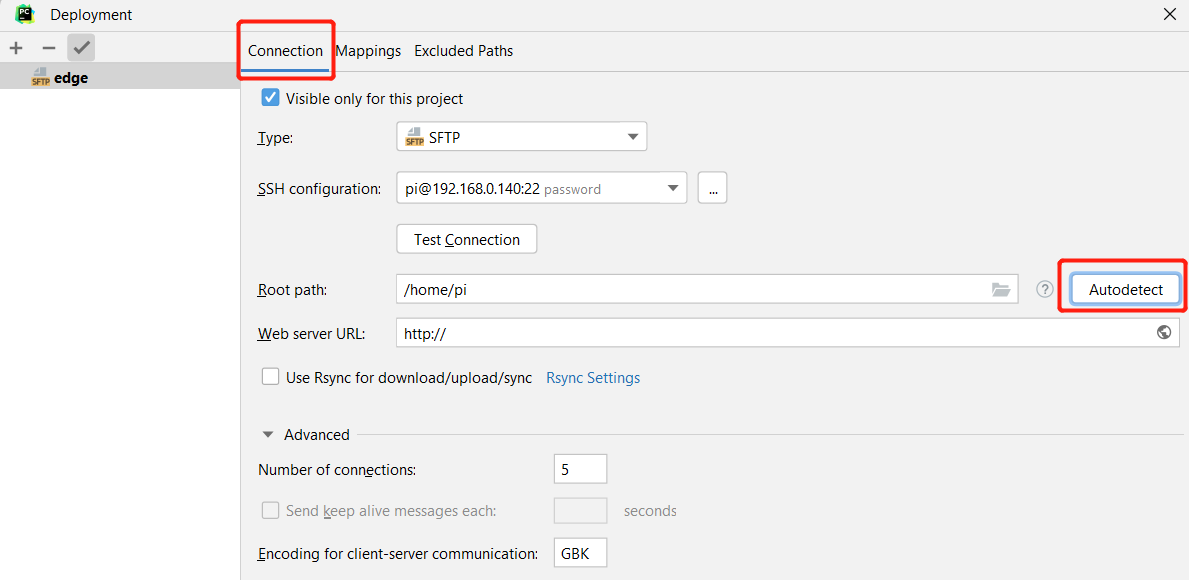 Deployment
Connection Mappings Excluded Paths
SFTP edge
Visible only for this project
Type: SFTP SFTP
SSH configuration: pi@192.168.0.140:22 password ...
Test Connection
Root path: /home/pi ? Autodetect
Web server URL: http://
Use Rsync for download/upload/sync Rsync Settings
Advanced
Number of connections: 5
Send keep alive messages each: seconds
Encoding for client-server communication: GBK